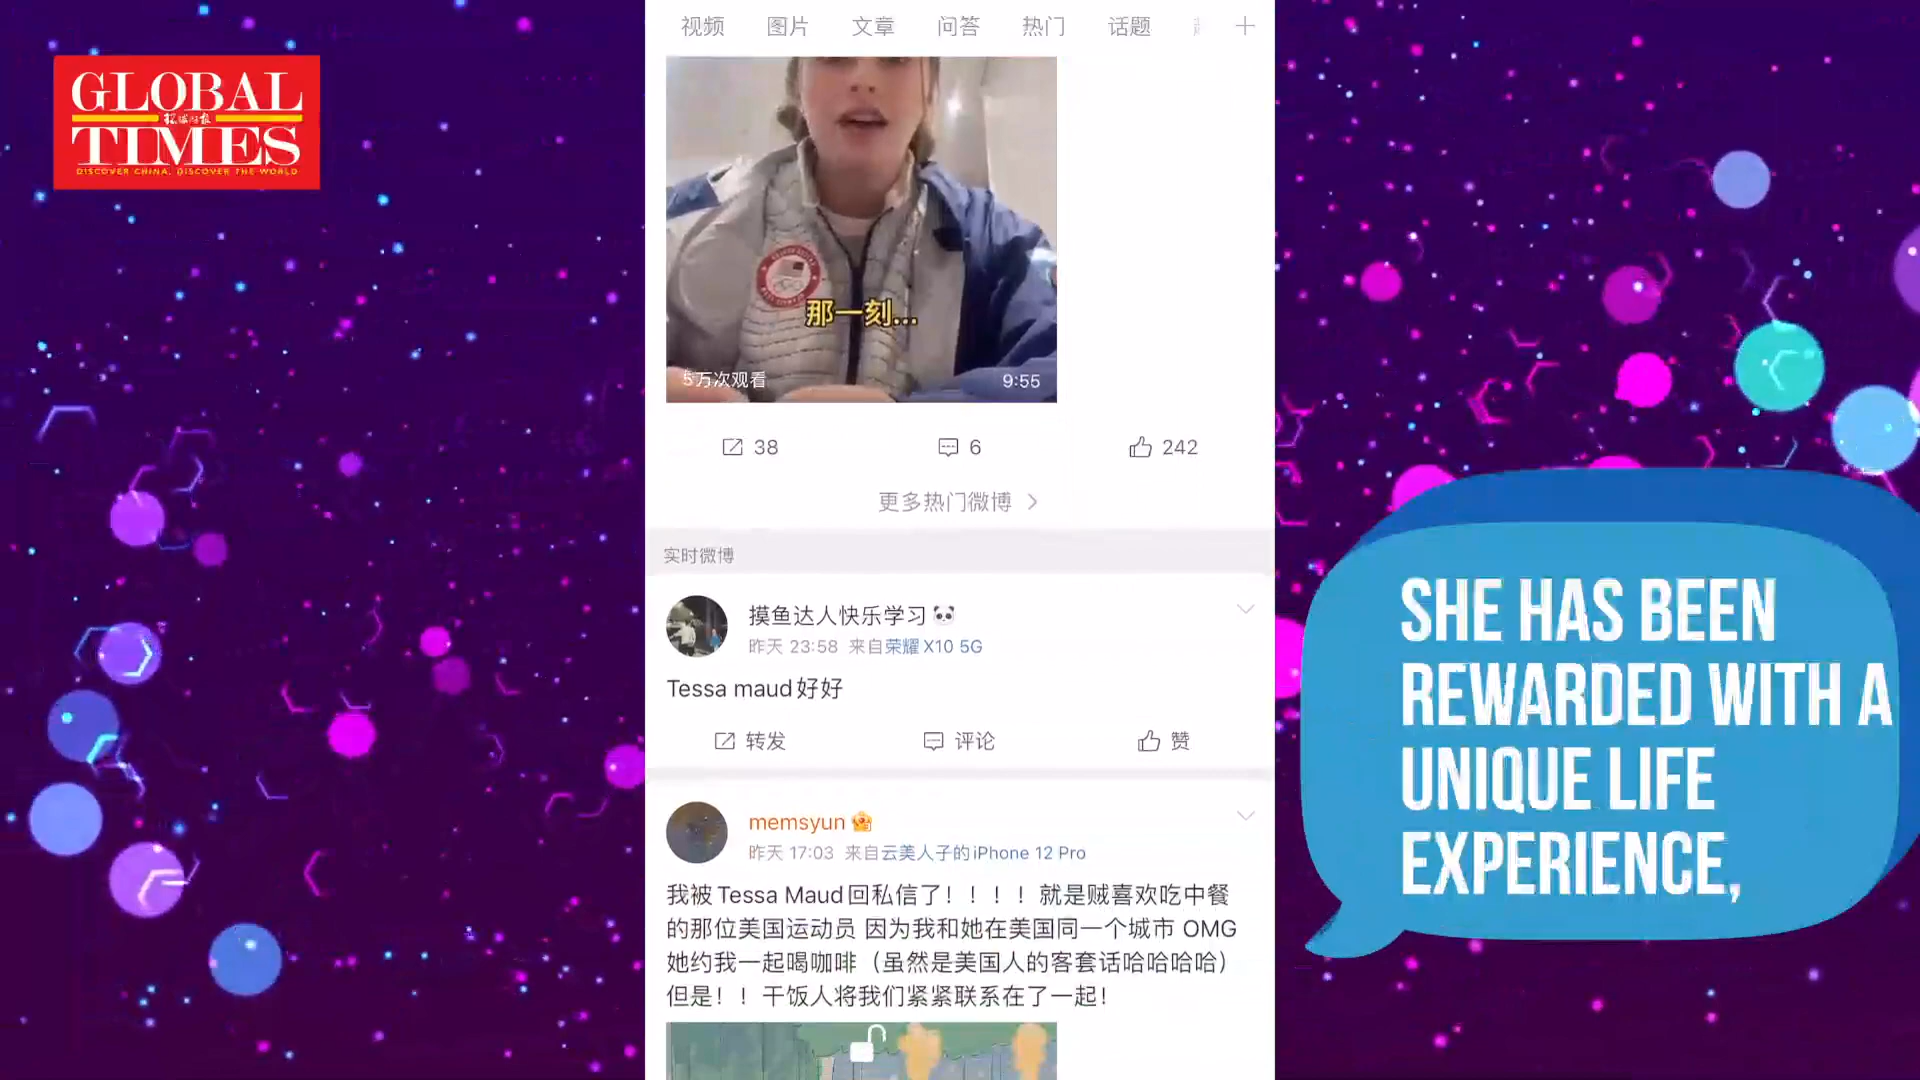 GLOBAL
环球时报
TIMES
DISCOVER CHINA, DISCOVER THE WORLD
视频 图片 文章 问答 热门 话题
那一刻...
5万次观看 9:55
38 6 242
更多热门微博
实时微博
摸鱼达人快乐学习
昨天 23:58 来自荣耀X10 5G
Tessa maud好好
转发 评论 赞
memsyun
昨天 17:03 来自云美人子的iPhone 12 Pro
我被Tessa Maud回私信了！！！！就是贼喜欢吃中餐
的那位美国运动员 因为我和她在美国同一个城市 OMG
她约我一起喝咖啡（虽然是美国人的客套话哈哈哈哈）
但是！！干饭人将我们紧紧联系在了一起！
SHE HAS BEEN
REWARDED WITH A
UNIQUE LIFE
EXPERIENCE,